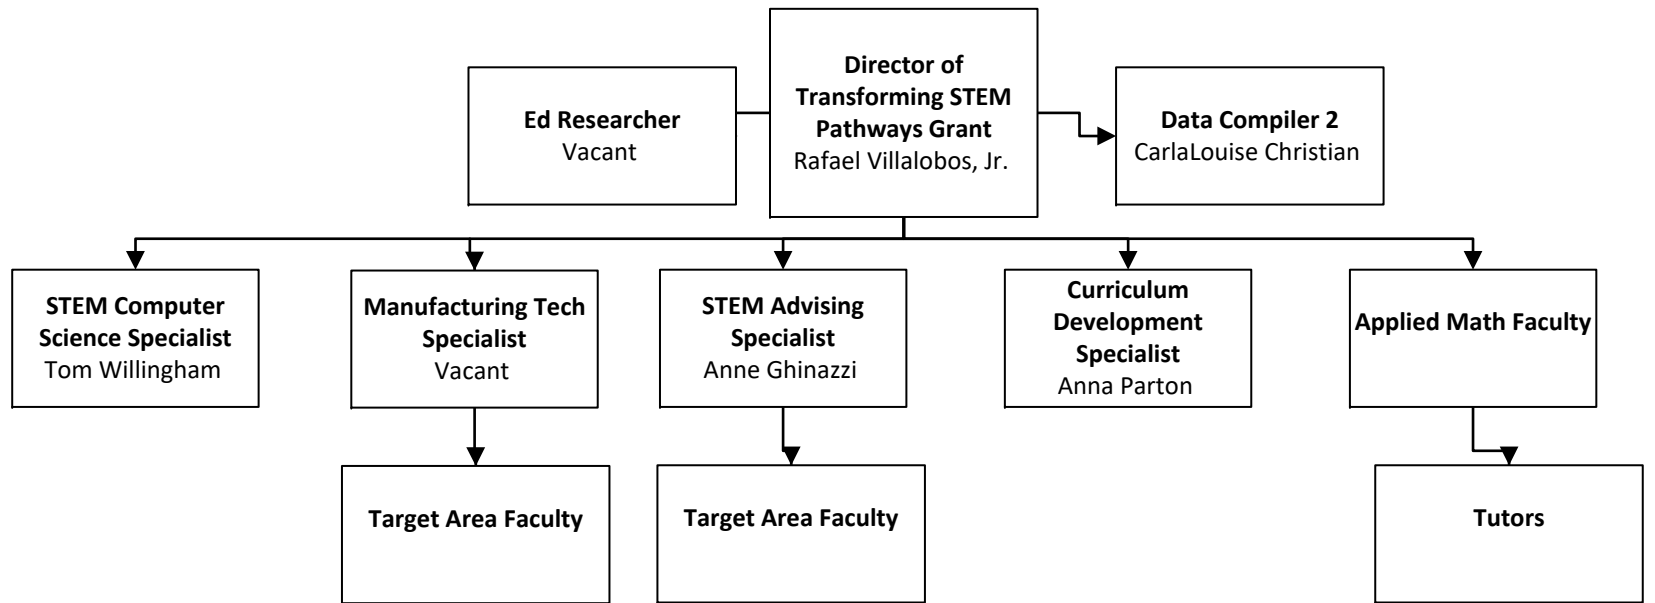 Director of
Transforming STEM
Pathways Grant
Rafael Villalobos, Jr.
Ed Researcher
Vacant
Data Compiler 2
CarlaLouise Christian
STEM Computer
Science Specialist
Tom Willingham
Manufacturing Tech
Specialist
Vacant
STEM Advising
Specialist
Anne Ghinazzi
Curriculum
Development
Specialist
Anna Parton
Applied Math Faculty
Target Area Faculty
Target Area Faculty
Tutors